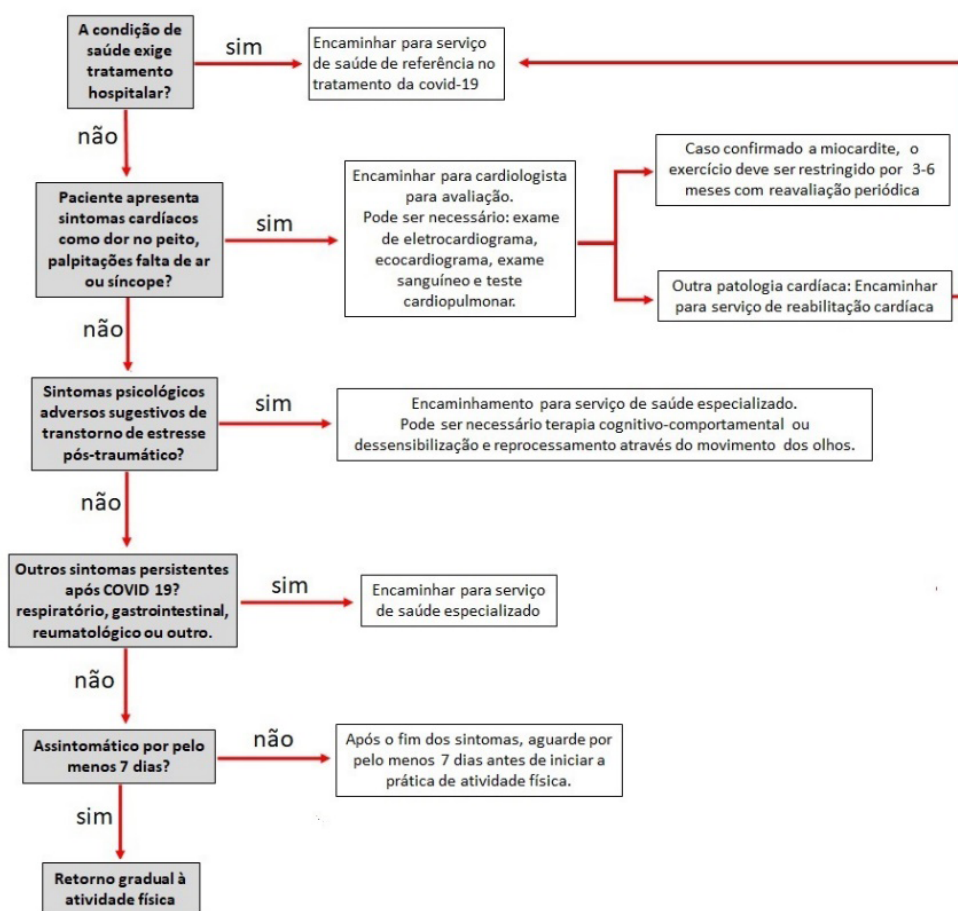 A condição de
saúde exige
tratamento
hospitalar?
sim
Encaminhar para serviço
de saúde de referência no
tratamento da covid-19
não
Paciente apresenta
sintomas cardíacos
como dor no peito,
palpitações falta de ar
ou síncope?
sim
Encaminhar para cardiologista
para avaliação.
Pode ser necessário: exame
de eletrocardiograma,
ecocardiograma, exame
sanguíneo e teste
cardiopulmonar.
Caso confirmado a miocardite, o
exercício deve ser restringido por 3-6
meses com reavaliação periódica
Outra patologia cardíaca: Encaminhar
para serviço de reabilitação cardíaca
não
Sintomas psicológicos
adversos sugestivos de
transtorno de estresse
pós-traumático?
sim
Encaminhamento para serviço de saúde especializado.
Pode ser necessário terapia cognitivo-comportamental ou
dessensibilização e reprocessamento através do movimento dos olhos.
não
Outros sintomas persistentes
após COVID 19?
respiratório, gastrointestinal,
reumatológico ou outro.
sim
Encaminhar para serviço
de saúde especializado
não
Assintomático por pelo
menos 7 dias?
não
Após o fim dos sintomas, aguarde por
pelo menos 7 dias antes de iniciar a
prática de atividade física.
sim
Retorno gradual à
atividade física